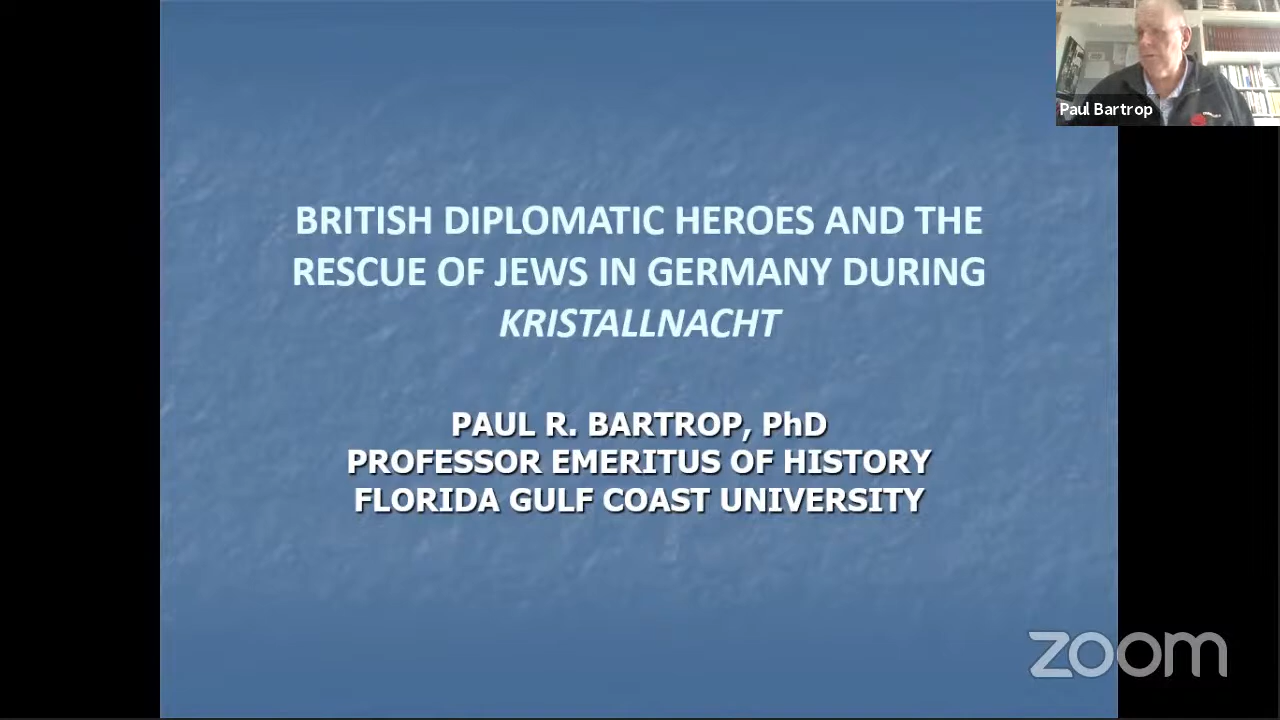 Paul Bartrop
BRITISH DIPLOMATIC HEROES AND THE
RESCUE OF JEWS IN GERMANY DURING
KRISTALLNACHT
PAUL R. BARTROP, PhD
PROFESSOR EMERITUS OF HISTORY
FLORIDA GULF COAST UNIVERSITY
zoom